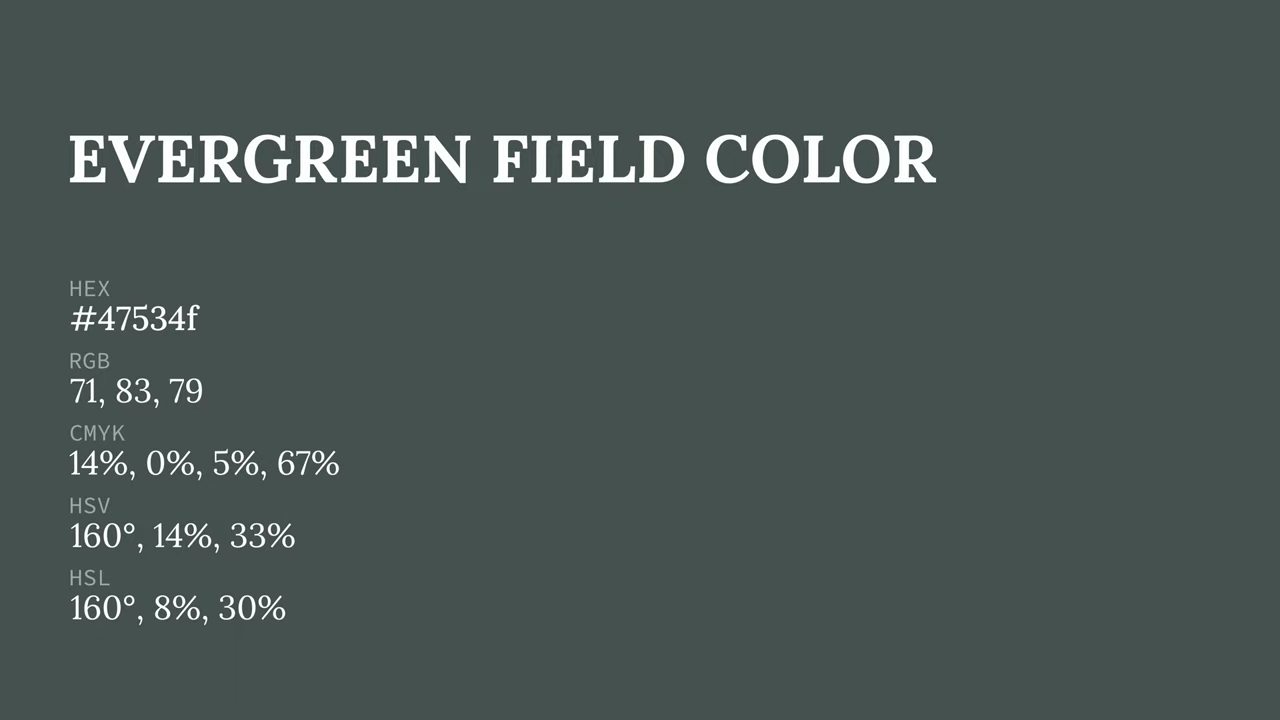 EVERGREEN FIELD COLOR
HEX
#47534f
RGB
71, 83, 79
CMYK
14%, 0%, 5%, 67%
HSV
160°, 14%, 33%
HSL
160°, 8%, 30%